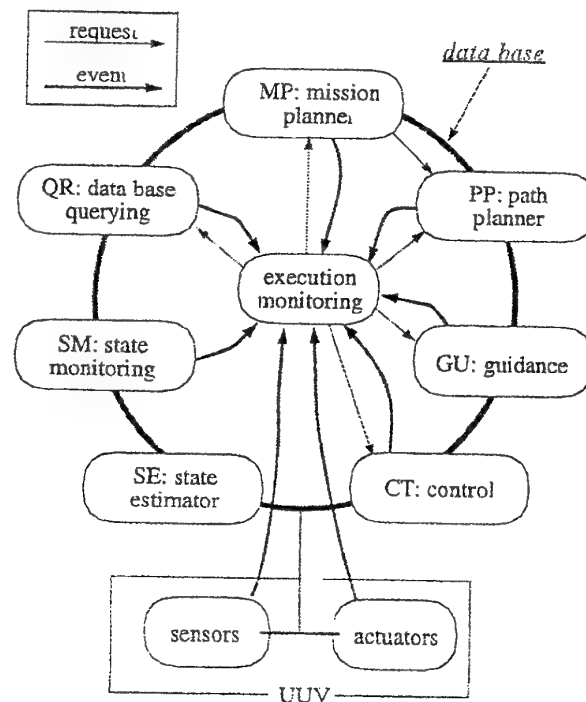 request
event
data base
MP: mission
planner
QR: data base
querying
PP: path
planner
execution
monitoring
SM: state
monitoring
GU: guidance
SE: state
estimator
CT: control
sensors
actuators
UUV